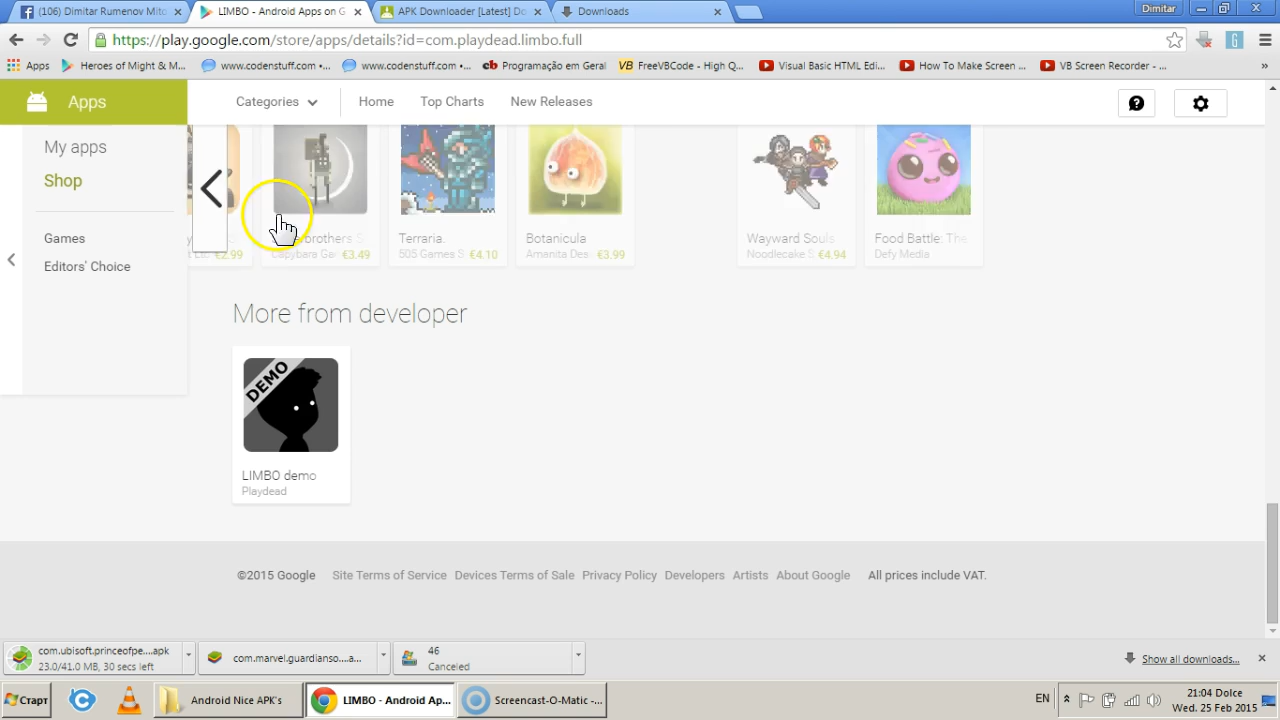 (106) Dimitar Rumenov Mito
LIMBO - Android Apps on G
APK Downloader [Latest] Do
Downloads
Dimitar
https://play.google.com/store/apps/details?id=com.playdead.limbo.full
Apps
Heroes of Might & M...
www.codenstuff.com •...
www.codenstuff.com •...
Programação em Geral
FreeVBCode - High Q...
Visual Basic HTML Edi...
How To Make Screen ...
VB Screen Recorder - ...
»
Apps
Categories
Home
Top Charts
New Releases
My apps
Shop
Games
Editors' Choice
€2.99
brothers S
Capybara Ga
€3.49
Terraria.
505 Games S
€4.10
Botanicula
Amanita Des
€3.99
Wayward Souls
Noodlecake S
€4.94
Food Battle: The
Defy Media
More from developer
DEMO
LIMBO demo
Playdead
©2015 Google
Site Terms of Service
Devices Terms of Sale
Privacy Policy
Developers
Artists
About Google
All prices include VAT.
com.ubisoft.princeofpe....apk
23.0/41.0 MB, 30 secs left
com.marvel.guardianso....a...
46
Canceled
Show all downloads...
Старт
Android Nice APK's
LIMBO - Android Ap...
Screencast-O-Matic -...
EN
21:04 Dolce
Wed. 25 Feb 2015